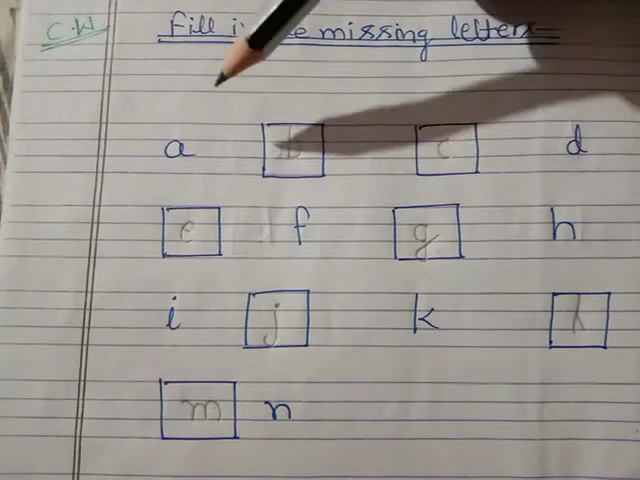 C.W
Fill i e missing letters
a b c d
e f g h
i j k l
m n